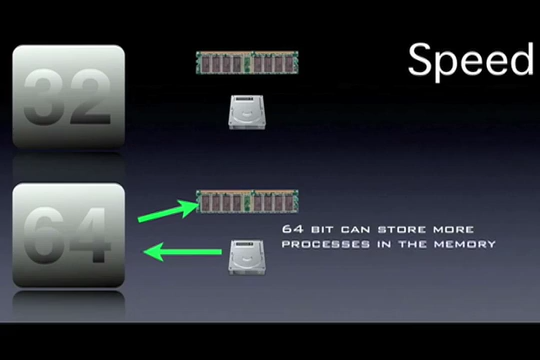 32
Speed
64
64 BIT CAN STORE MORE
PROCESSES IN THE MEMORY